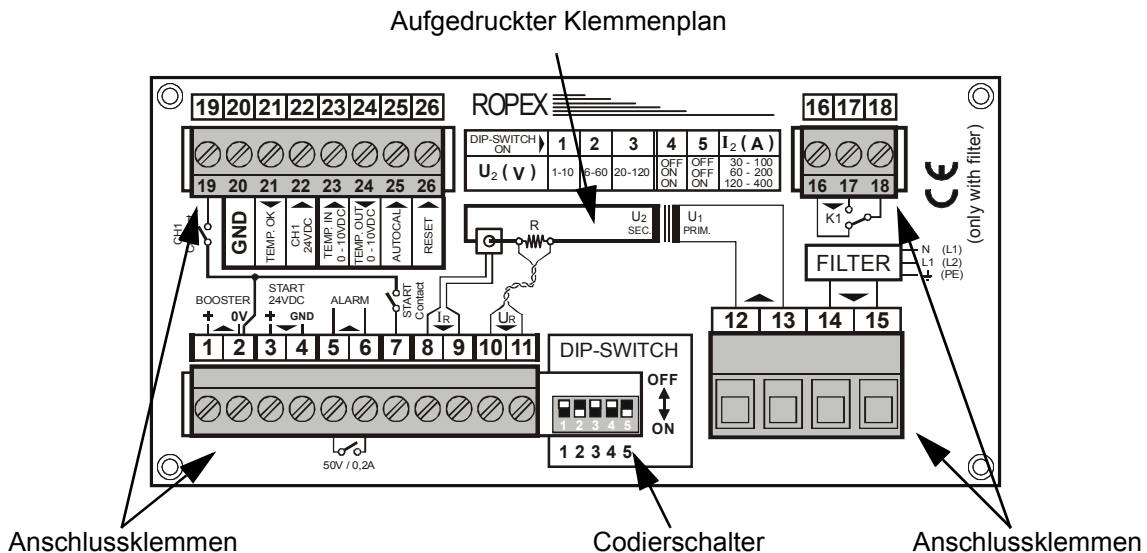 Aufgedruckter Klemmenplan
19 20 21 22 23 24 25 26
ROPEX
16 17 18
DIP-SWITCH ON 1 2 3 4 5 I2 (A)
U2 (V) 1-10 6-60 20-120 OFF OFF 30 - 100
ON OFF 60 - 200
ON ON 120 - 400
19 20 21 22 23 24 25 26
16 17 18
CE
(only with filter)
CH1
GND
TEMP. OK
CH1
24VDC
TEMP. IN
0 - 10VDC
TEMP. OUT
0 - 10VDC
AUTOCAL
RESET
R
U2
SEC.
U1
PRIM.
K1
FILTER
N (L1)
L1 (L2)
(PE)
BOOSTER
+ 0V
START
24VDC
+ GND
ALARM
START
Contact
IR
UR
1 2 3 4 5 6 7 8 9 10 11
12 13 14 15
DIP-SWITCH
OFF
ON
1 2 3 4 5
1 2 3 4 5
50V / 0,2A
Anschlussklemmen
Codierschalter
Anschlussklemmen